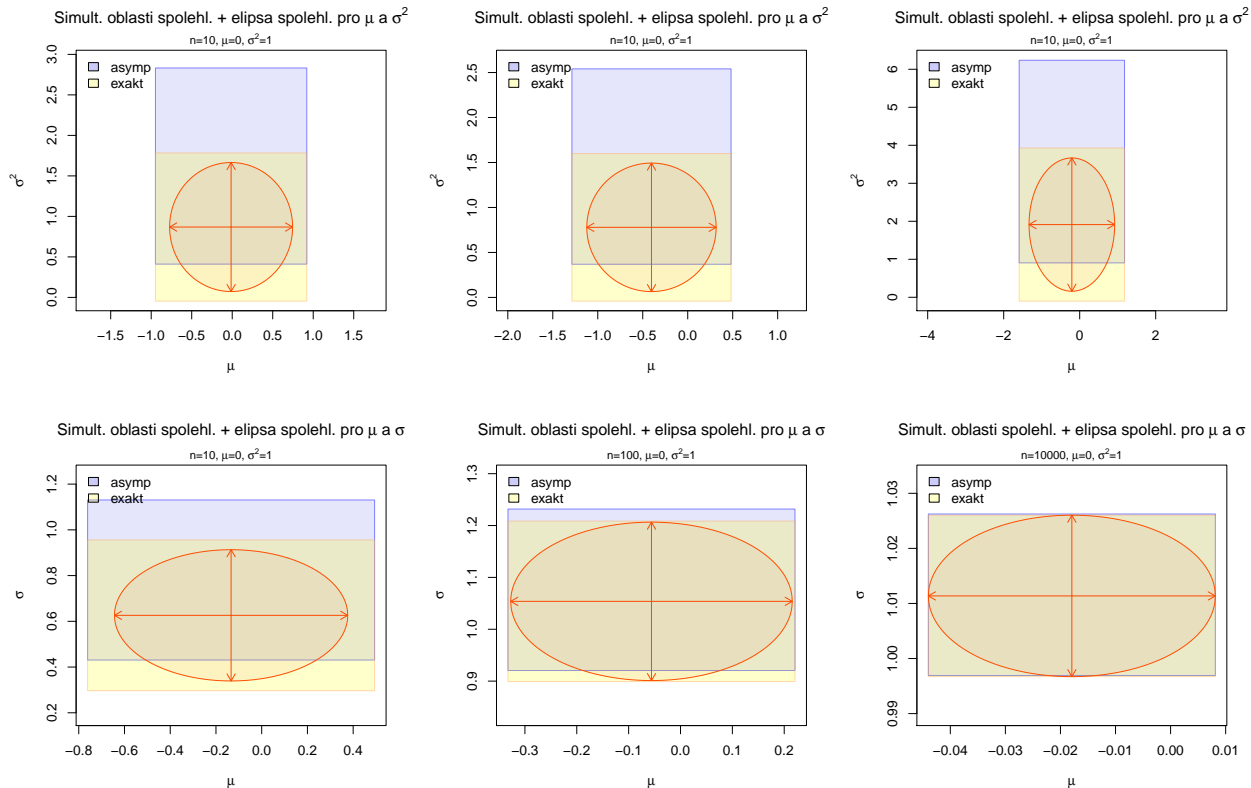 Simult. oblasti spolehl. + elipsa spolehl. pro μ a σ²
n=10, μ=0, σ²=1
asymp
exakt
σ²
0.0 0.5 1.0 1.5 2.0 2.5 3.0
−1.5 −1.0 −0.5 0.0 0.5 1.0 1.5
μ
Simult. oblasti spolehl. + elipsa spolehl. pro μ a σ²
n=10, μ=0, σ²=1
asymp
exakt
σ²
0.0 0.5 1.0 1.5 2.0 2.5
−2.0 −1.5 −1.0 −0.5 0.0 0.5 1.0
μ
Simult. oblasti spolehl. + elipsa spolehl. pro μ a σ²
n=10, μ=0, σ²=1
asymp
exakt
σ²
0 1 2 3 4 5 6
−4 −2 0 2
μ
Simult. oblasti spolehl. + elipsa spolehl. pro μ a σ
n=10, μ=0, σ²=1
asymp
exakt
σ
0.2 0.4 0.6 0.8 1.0 1.2
−0.8 −0.6 −0.4 −0.2 0.0 0.2 0.4
μ
Simult. oblasti spolehl. + elipsa spolehl. pro μ a σ
n=100, μ=0, σ²=1
asymp
exakt
σ
0.9 1.0 1.1 1.2 1.3
−0.3 −0.2 −0.1 0.0 0.1 0.2
μ
Simult. oblasti spolehl. + elipsa spolehl. pro μ a σ
n=10000, μ=0, σ²=1
asymp
exakt
σ
0.99 1.00 1.01 1.02 1.03
−0.04 −0.03 −0.02 −0.01 0.00 0.01
μ